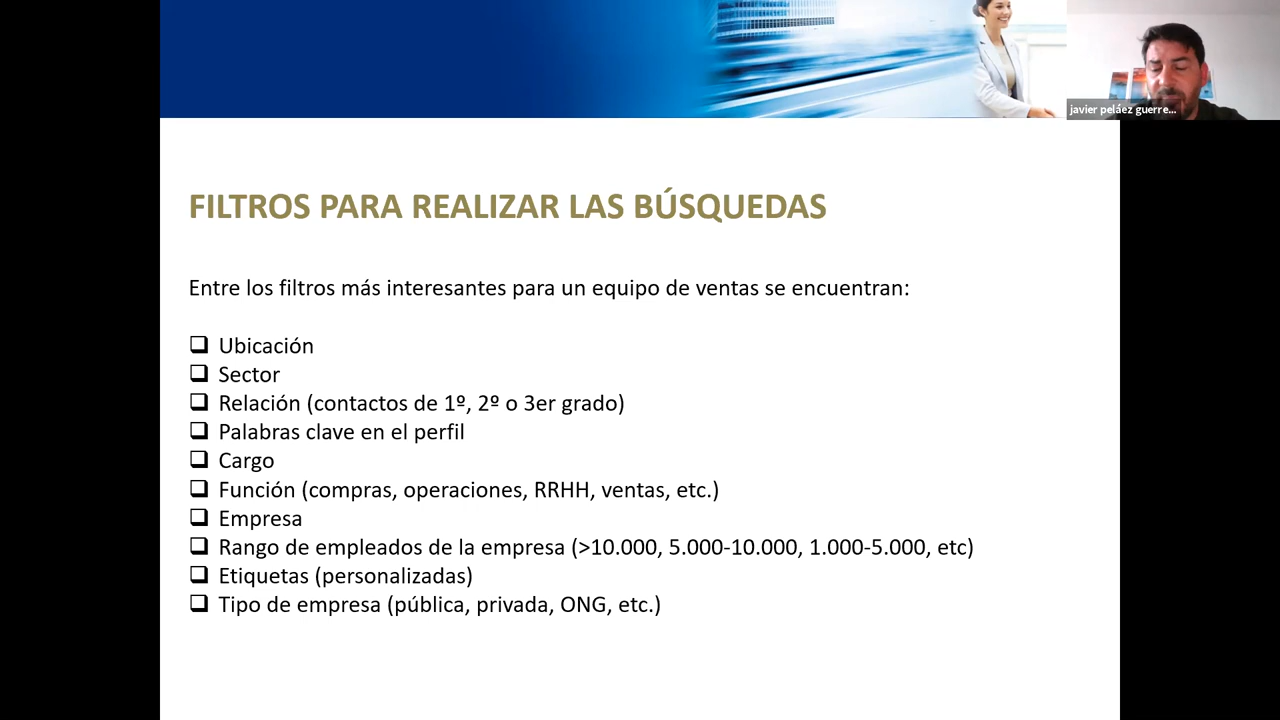 javier peláez guerre...
FILTROS PARA REALIZAR LAS BÚSQUEDAS
Entre los filtros más interesantes para un equipo de ventas se encuentran:
❑ Ubicación
❑ Sector
❑ Relación (contactos de 1º, 2º o 3er grado)
❑ Palabras clave en el perfil
❑ Cargo
❑ Función (compras, operaciones, RRHH, ventas, etc.)
❑ Empresa
❑ Rango de empleados de la empresa (>10.000, 5.000-10.000, 1.000-5.000, etc)
❑ Etiquetas (personalizadas)
❑ Tipo de empresa (pública, privada, ONG, etc.)